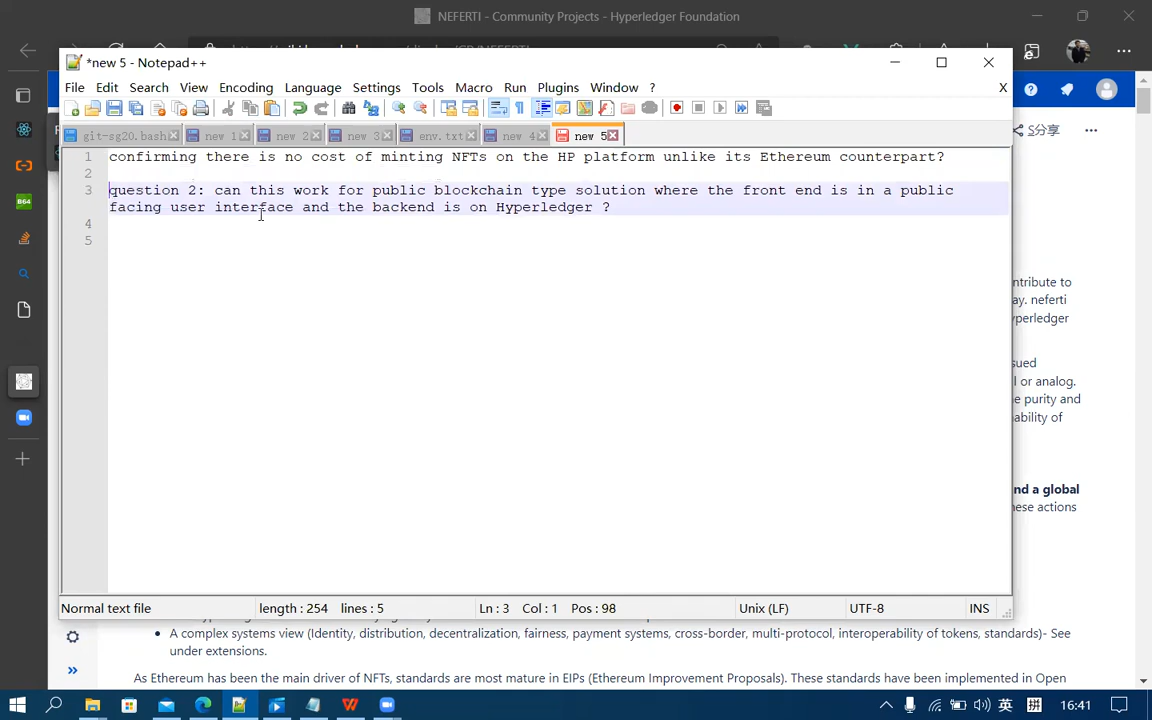 NEFERTI - Community Projects - Hyperledger Foundation
*new 5 - Notepad++
File Edit Search View Encoding Language Settings Tools Macro Run Plugins Window ? X
git-sg20.bash new 1 new 2 new 3 env.txt new 4 new 5
1 confirming there is no cost of minting NFTs on the HP platform unlike its Ethereum counterpart?
2
3 question 2: can this work for public blockchain type solution where the front end is in a public
facing user interface and the backend is on Hyperledger ?
4
5
S分享
B64
ntribute to
ay. neferti
yperledger
sued
l or analog.
e purity and
ability of
nd a global
hese actions
Normal text file length : 254 lines : 5 Ln : 3 Col : 1 Pos : 98 Unix (LF) UTF-8 INS
• A complex systems view (Identity, distribution, decentralization, fairness, payment systems, cross-border, multi-protocol, interoperability of tokens, standards)- See
under extensions.
As Ethereum has been the main driver of NFTs, standards are most mature in EIPs (Ethereum Improvement Proposals). These standards have been implemented in Open
英 拼 16:41